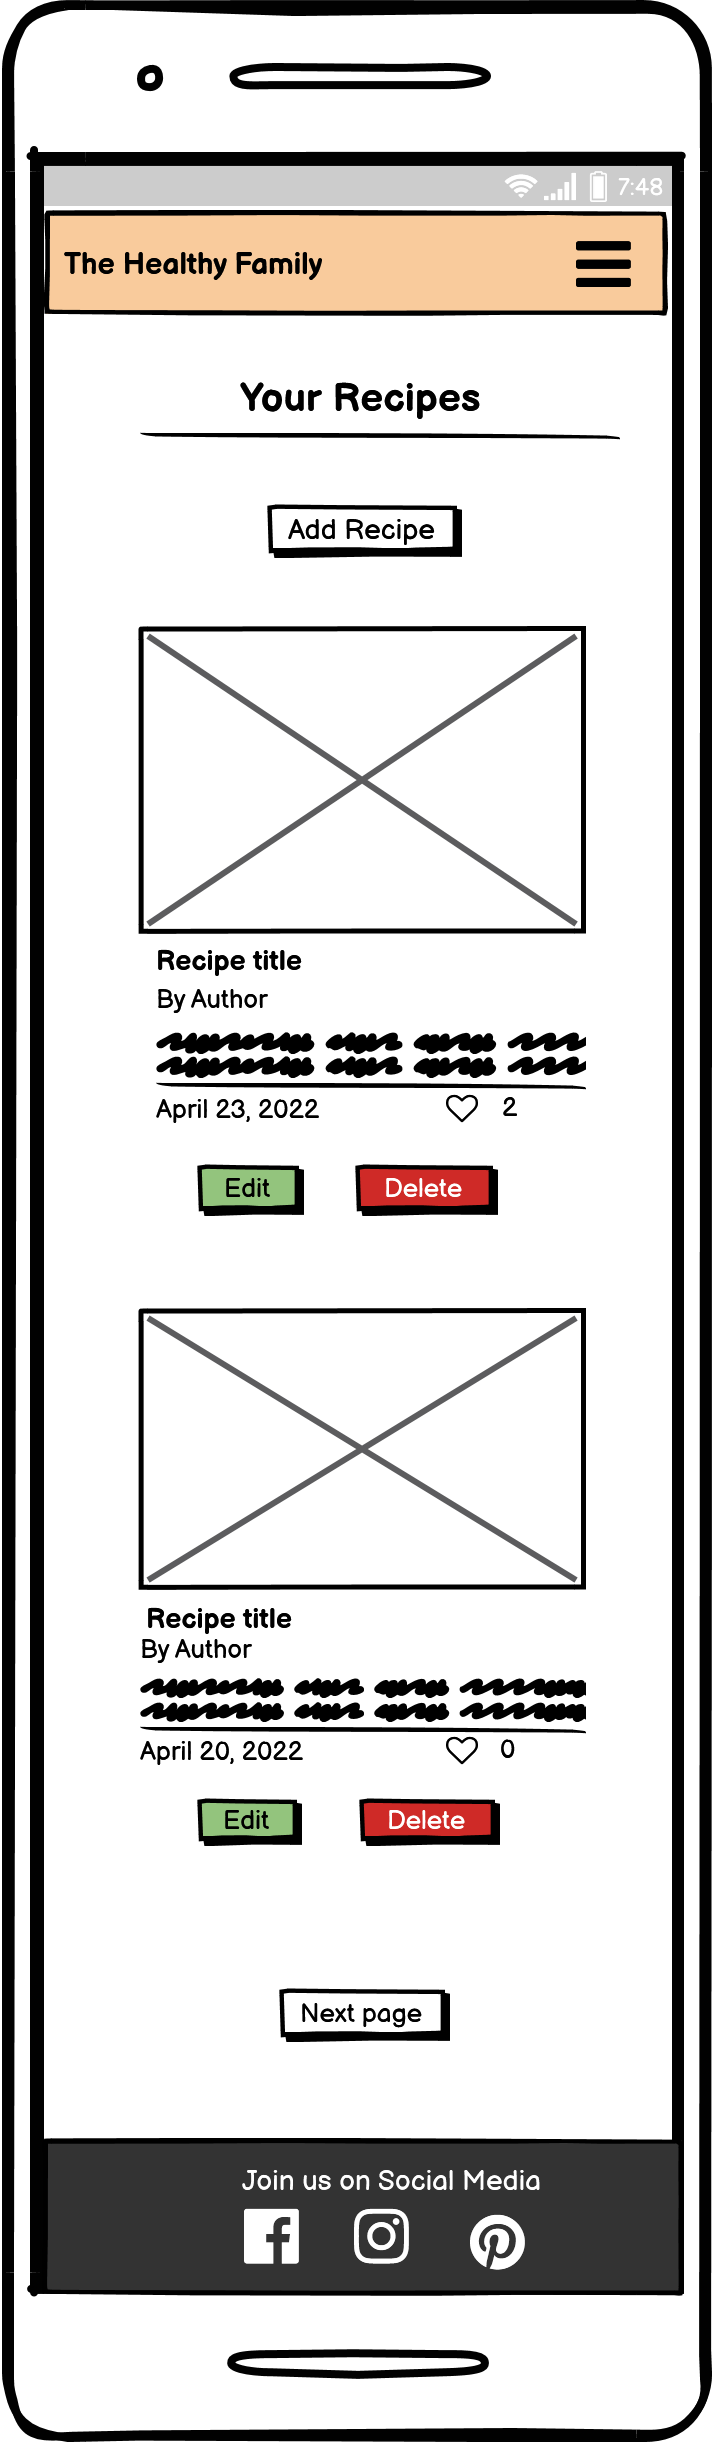 7:48
The Healthy Family
Your Recipes
Add Recipe
Recipe title
By Author
April 23, 2022 2
Edit Delete
Recipe title
By Author
April 20, 2022 0
Edit Delete
Next page
Join us on Social Media